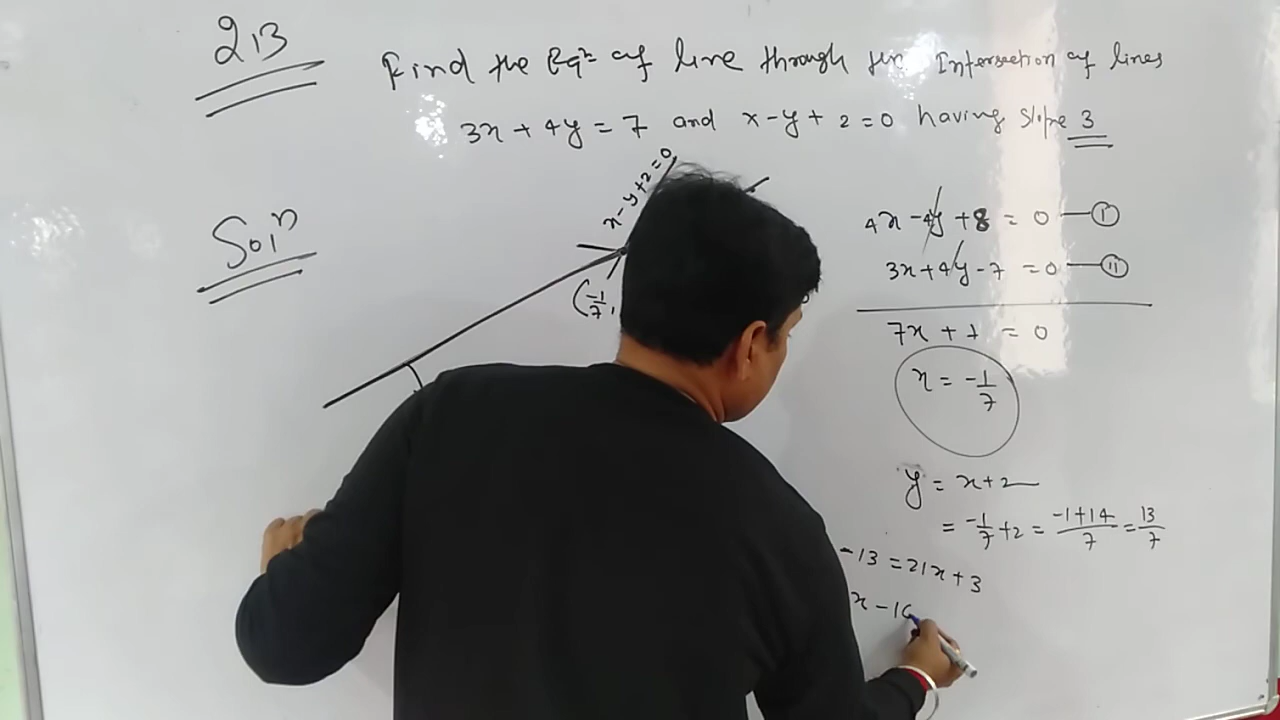 213
Find the Eqn of line through the Intersection of lines
3x + 4y = 7 and x - y + 2 = 0 having slope 3
Soln
x - y + 2 = 0
(-1/7,
4x - 4y + 8 = 0 — (I)
3x + 4y - 7 = 0 — (II)
7x + 1 = 0
x = -1/7
y = x + 2
= -1/7 + 2 = (-1+14)/7 = 13/7
-13 = 21x + 3
x - 16